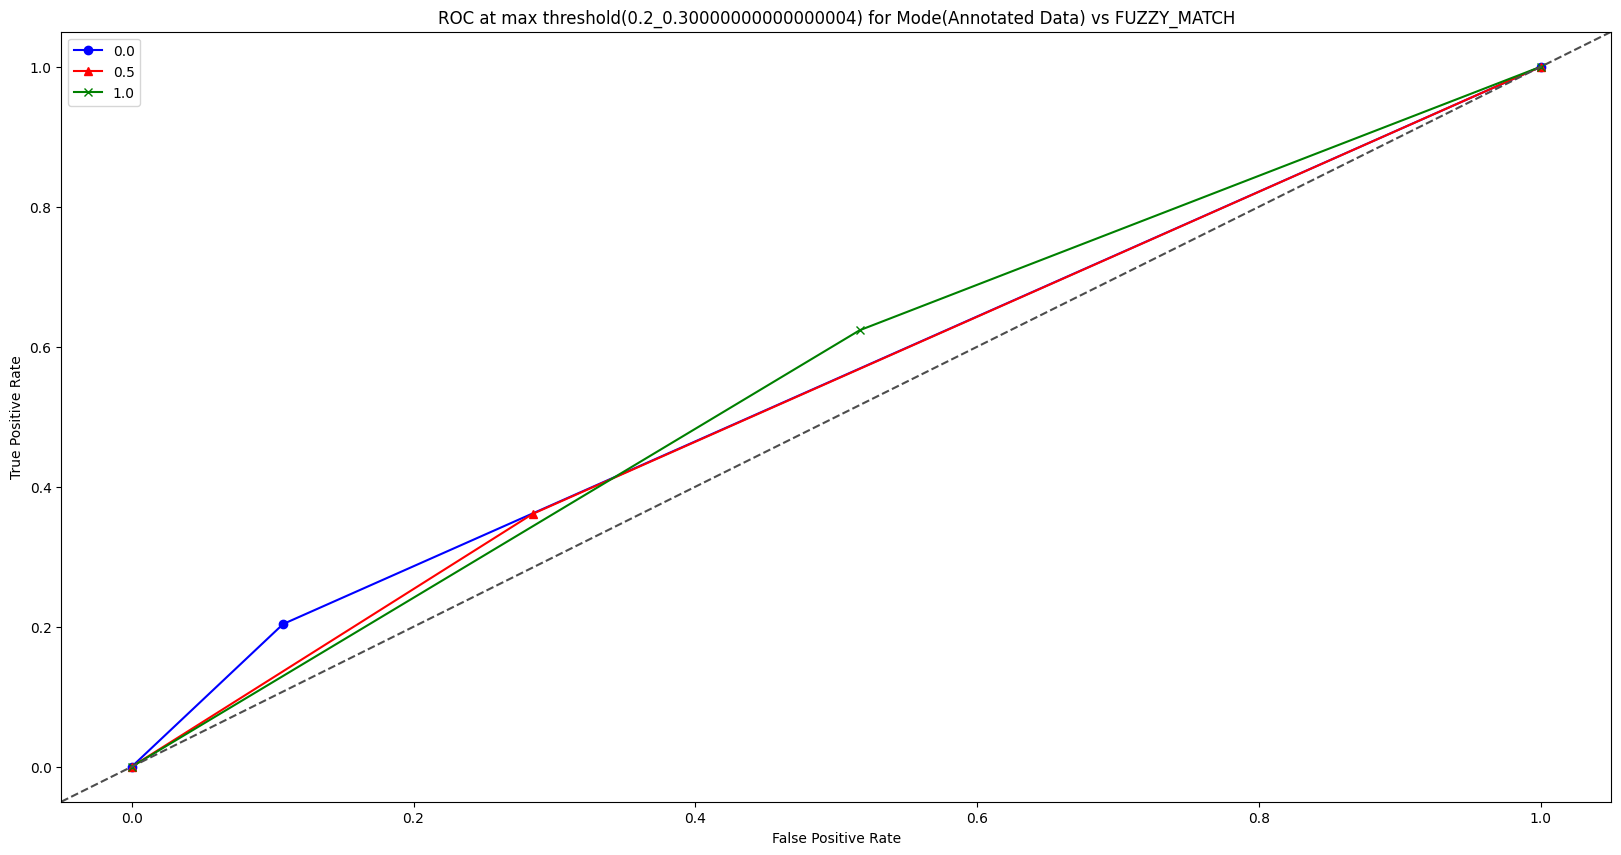 ROC at max threshold(0.2_0.30000000000000004) for Mode(Annotated Data) vs FUZZY_MATCH
0.0
0.5
1.0
True Positive Rate
1.0
0.8
0.6
0.4
0.2
0.0
0.0 0.2 0.4 0.6 0.8 1.0
False Positive Rate